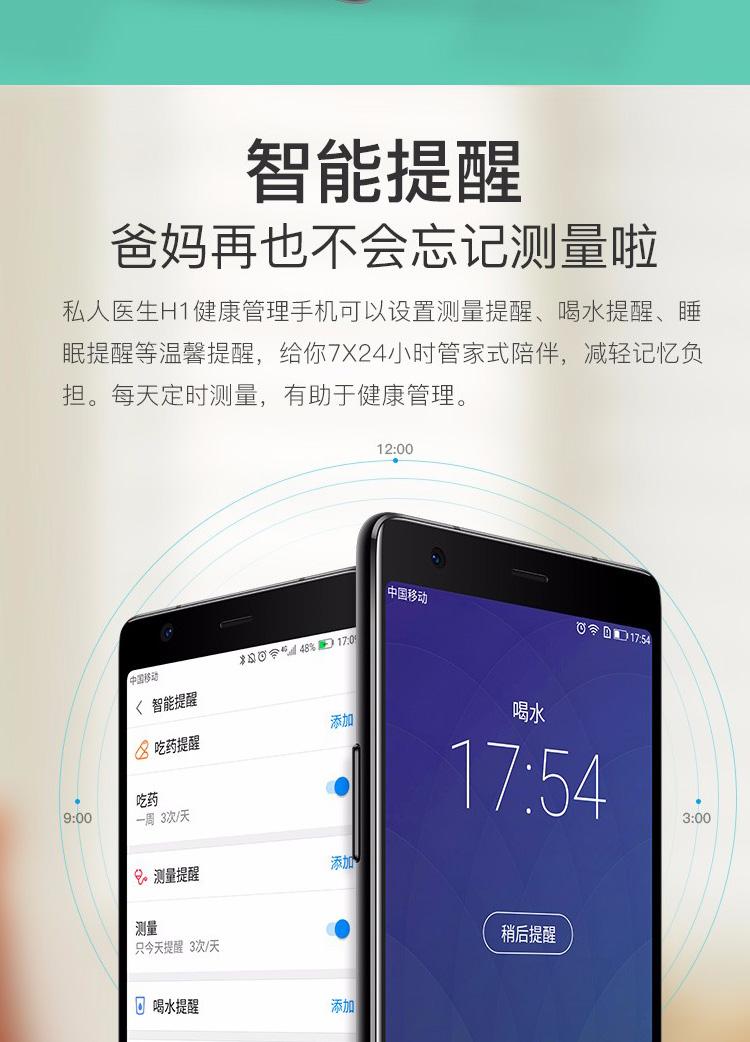 智能提醒
爸妈再也不会忘记测量啦
私人医生H1健康管理手机可以设置测量提醒、喝水提醒、睡
眠提醒等温馨提醒，给你7X24小时管家式陪伴，减轻记忆负
担。每天定时测量，有助于健康管理。
12:00
中国移动
17:54
喝水
17:54
稍后提醒
中国移动
4G 48% 17:09
智能提醒
吃药提醒 添加
吃药
一周 3次/天
测量提醒 添加
测量
只今天提醒 3次/天
喝水提醒 添加
9:00
3:00